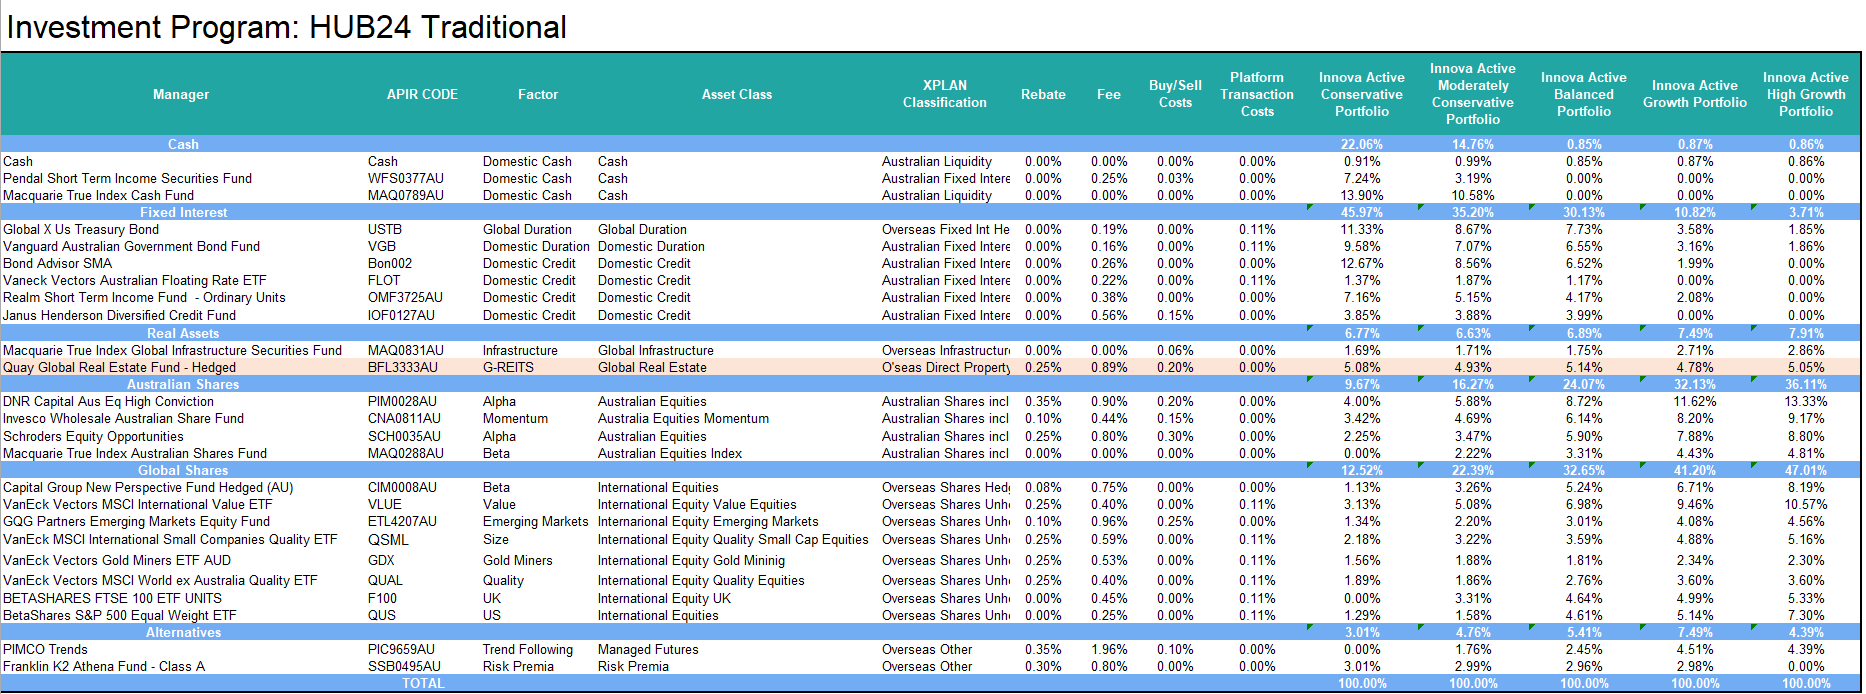 Investment Program: HUB24 Traditional
Manager APIR CODE Factor Asset Class XPLAN Classification Rebate Fee Buy/Sell Costs Platform Transaction Costs Innova Active Conservative Portfolio Innova Active Moderately Conservative Portfolio Innova Active Balanced Portfolio Innova Active Growth Portfolio Innova Active High Growth Portfolio
Cash 22.06% 14.76% 0.85% 0.87% 0.86%
Cash Cash Domestic Cash Cash Australian Liquidity 0.00% 0.00% 0.00% 0.00% 0.91% 0.99% 0.85% 0.87% 0.86%
Pendal Short Term Income Securities Fund WFS0377AU Domestic Cash Cash Australian Fixed Intere 0.00% 0.25% 0.03% 0.00% 7.24% 3.19% 0.00% 0.00% 0.00%
Macquarie True Index Cash Fund MAQ0789AU Domestic Cash Cash Australian Liquidity 0.00% 0.00% 0.00% 0.00% 13.90% 10.58% 0.00% 0.00% 0.00%
Fixed Interest 45.97% 35.20% 30.13% 10.82% 3.71%
Global X Us Treasury Bond USTB Global Duration Global Duration Overseas Fixed Int He 0.00% 0.19% 0.00% 0.11% 11.33% 8.67% 7.73% 3.58% 1.85%
Vanguard Australian Government Bond Fund VGB Domestic Duration Domestic Duration Australian Fixed Intere 0.00% 0.16% 0.00% 0.11% 9.58% 7.07% 6.55% 3.16% 1.86%
Bond Advisor SMA Bon002 Domestic Credit Domestic Credit Australian Fixed Intere 0.00% 0.26% 0.00% 0.00% 12.67% 8.56% 6.52% 1.99% 0.00%
Vaneck Vectors Australian Floating Rate ETF FLOT Domestic Credit Domestic Credit Australian Fixed Intere 0.00% 0.22% 0.00% 0.11% 1.37% 1.87% 1.17% 0.00% 0.00%
Realm Short Term Income Fund - Ordinary Units OMF3725AU Domestic Credit Domestic Credit Australian Fixed Intere 0.00% 0.38% 0.00% 0.00% 7.16% 5.15% 4.17% 2.08% 0.00%
Janus Henderson Diversified Credit Fund IOF0127AU Domestic Credit Domestic Credit Australian Fixed Intere 0.00% 0.56% 0.15% 0.00% 3.85% 3.88% 3.99% 0.00% 0.00%
Real Assets 6.77% 6.63% 6.89% 7.49% 7.91%
Macquarie True Index Global Infrastructure Securities Fund MAQ0831AU Infrastructure Global Infrastructure Overseas Infrastructure 0.00% 0.00% 0.06% 0.00% 1.69% 1.71% 1.75% 2.71% 2.86%
Quay Global Real Estate Fund - Hedged BFL3333AU G-REITS Global Real Estate O'seas Direct Property 0.25% 0.89% 0.20% 0.00% 5.08% 4.93% 5.14% 4.78% 5.05%
Australian Shares 9.67% 16.27% 24.07% 32.13% 36.11%
DNR Capital Aus Eq High Conviction PIM0028AU Alpha Australian Equities Australian Shares incl 0.35% 0.90% 0.20% 0.00% 4.00% 5.88% 8.72% 11.62% 13.33%
Invesco Wholesale Australian Share Fund CNA0811AU Momentum Australia Equities Momentum Australian Shares incl 0.10% 0.44% 0.15% 0.00% 3.42% 4.69% 6.14% 8.20% 9.17%
Schroders Equity Opportunities SCH0035AU Alpha Australian Equities Australian Shares incl 0.25% 0.80% 0.30% 0.00% 2.25% 3.47% 5.90% 7.88% 8.80%
Macquarie True Index Australian Shares Fund MAQ0288AU Beta Australian Equities Index Australian Shares incl 0.00% 0.00% 0.00% 0.00% 0.00% 2.22% 3.31% 4.43% 4.81%
Global Shares 12.52% 22.39% 32.65% 41.20% 47.01%
Capital Group New Perspective Fund Hedged (AU) CIM0008AU Beta International Equities Overseas Shares Hedg 0.08% 0.75% 0.00% 0.00% 1.13% 3.26% 5.24% 6.71% 8.19%
VanEck Vectors MSCI International Value ETF VLUE Value International Equity Value Equities Overseas Shares Unh 0.25% 0.40% 0.00% 0.11% 3.13% 5.08% 6.98% 9.46% 10.57%
GQG Partners Emerging Markets Equity Fund ETL4207AU Emerging Markets Internarional Equity Emerging Markets Overseas Shares Unh 0.10% 0.96% 0.25% 0.00% 1.34% 2.20% 3.01% 4.08% 4.56%
VanEck MSCI International Small Companies Quality ETF QSML Size International Equity Quality Small Cap Equities Overseas Shares Unh 0.25% 0.59% 0.00% 0.11% 2.18% 3.22% 3.59% 4.88% 5.16%
VanEck Vectors Gold Miners ETF AUD GDX Gold Miners International Equity Gold Mininig Overseas Shares Unh 0.25% 0.53% 0.00% 0.11% 1.56% 1.88% 1.81% 2.34% 2.30%
VanEck Vectors MSCI World ex Australia Quality ETF QUAL Quality International Equity Quality Equities Overseas Shares Unh 0.25% 0.40% 0.00% 0.11% 1.89% 1.86% 2.76% 3.60% 3.60%
BETASHARES FTSE 100 ETF UNITS F100 UK International Equity UK Overseas Shares Unh 0.00% 0.45% 0.00% 0.11% 0.00% 3.31% 4.64% 4.99% 5.33%
BetaShares S&P 500 Equal Weight ETF QUS US International Equities Overseas Shares Unh 0.00% 0.25% 0.00% 0.11% 1.29% 1.58% 4.61% 5.14% 7.30%
Alternatives 3.01% 4.76% 5.41% 7.49% 4.39%
PIMCO Trends PIC9659AU Trend Following Managed Futures Overseas Other 0.35% 1.96% 0.10% 0.00% 0.00% 1.76% 2.45% 4.51% 4.39%
Franklin K2 Athena Fund - Class A SSB0495AU Risk Premia Risk Premia Overseas Other 0.30% 0.80% 0.00% 0.00% 3.01% 2.99% 2.96% 2.98% 0.00%
TOTAL 100.00% 100.00% 100.00% 100.00% 100.00%